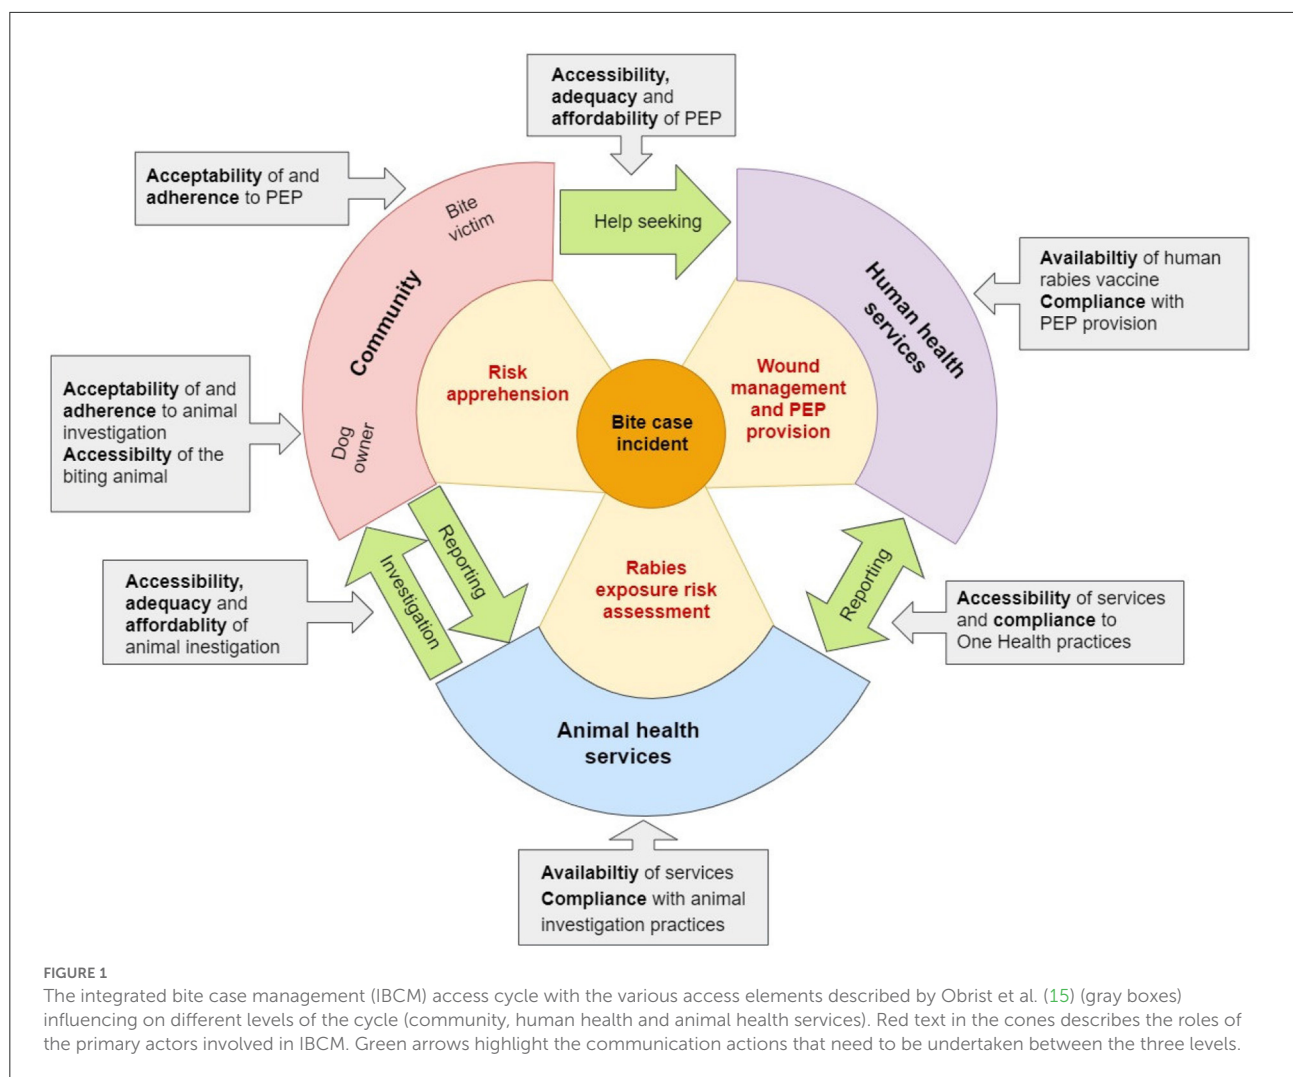 Accessibility,
adequacy and
affordability of PEP
Acceptability of and
adherence to PEP
Bite
victim
Help seeking
Community
Human health
services
Availabiltiy of human
rabies vaccine
Compliance with
PEP provision
Risk
apprehension
Wound
management
and PEP
provision
Bite case
incident
Acceptability of and
adherence to animal
investigation
Accessibilty of the
biting animal
Dog
owner
Reporting
Investigation
Rabies
exposure risk
assessment
Reporting
Accessibility,
adequacy and
affordablity of
animal inestigation
Accessibility of services
and compliance to
One Health practices
Animal health
services
Availabiltiy of services
Compliance with animal
investigation practices
FIGURE 1
The integrated bite case management (IBCM) access cycle with the various access elements described by Obrist et al. (15) (gray boxes)
influencing on different levels of the cycle (community, human health and animal health services). Red text in the cones describes the roles of
the primary actors involved in IBCM. Green arrows highlight the communication actions that need to be undertaken between the three levels.